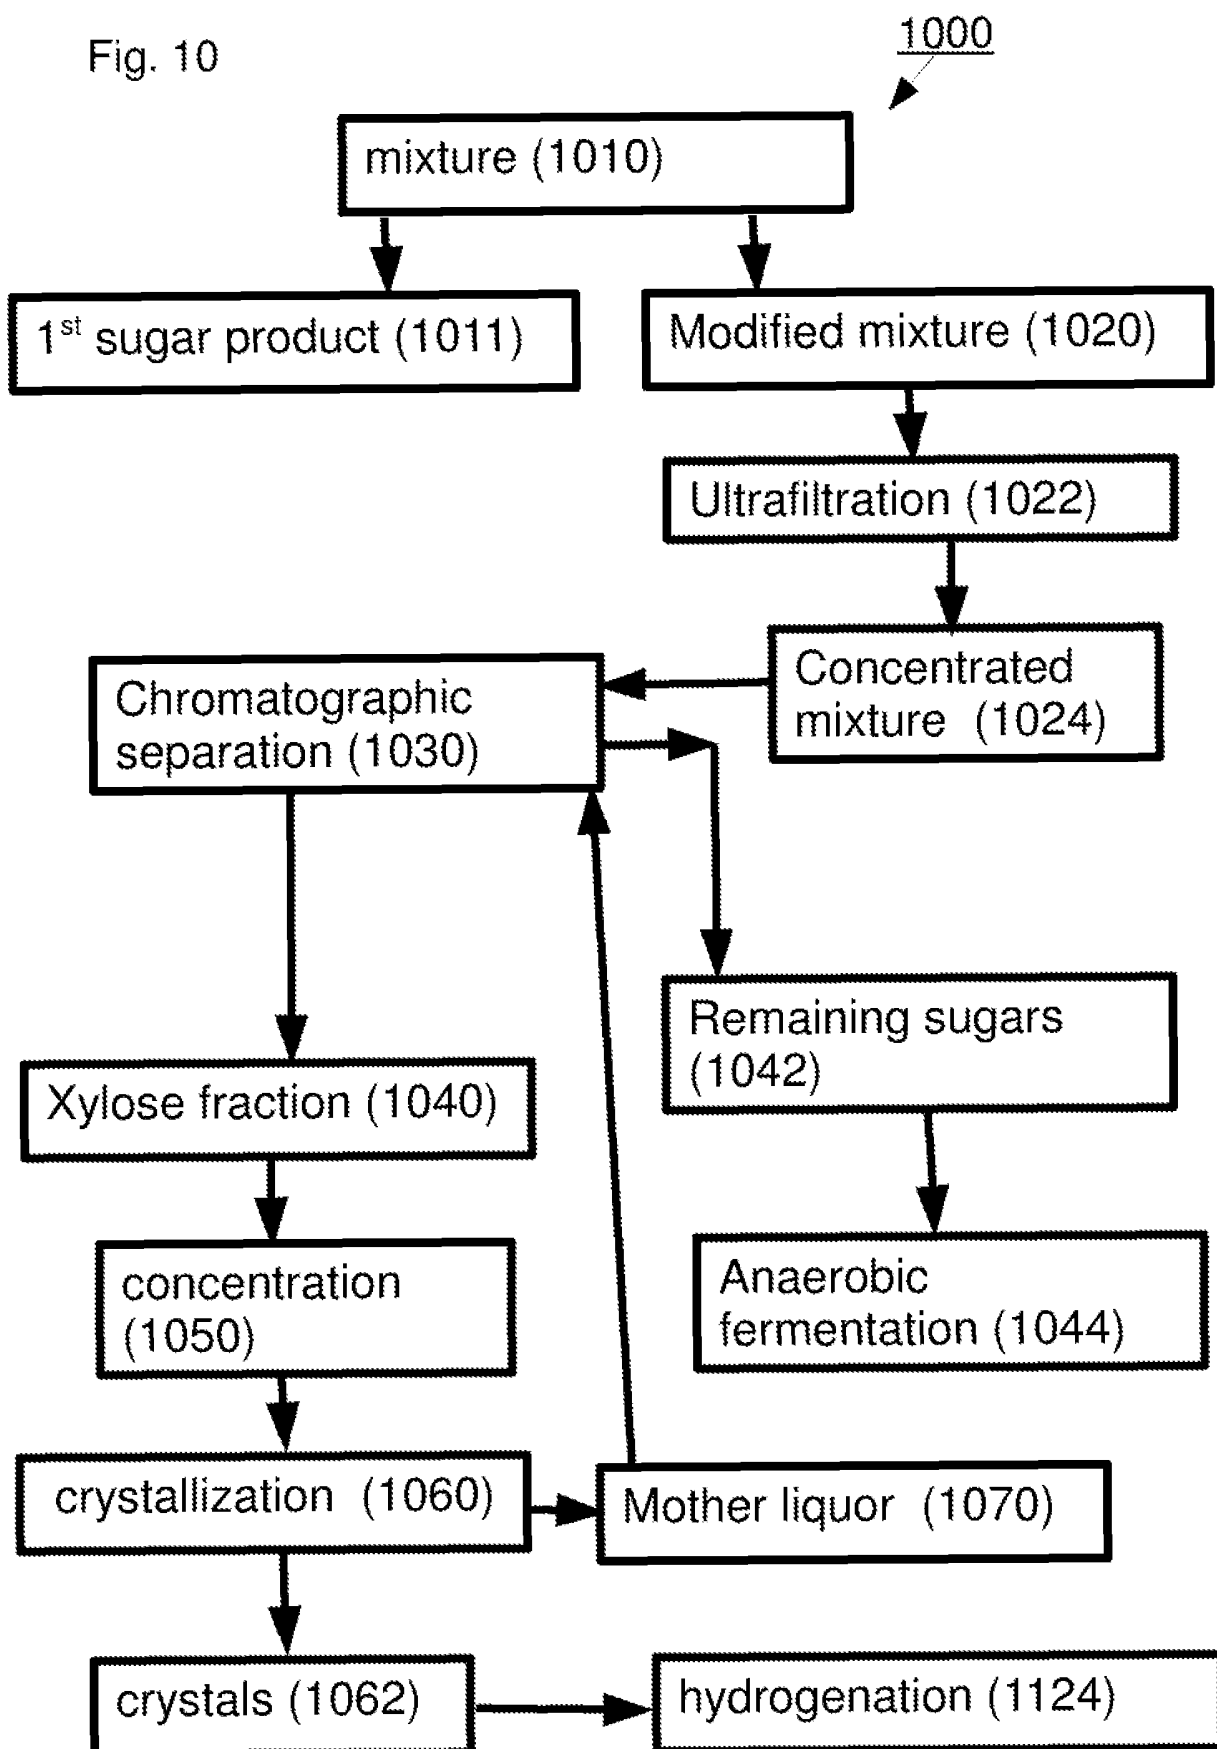 Fig. 10
1000
mixture (1010)
1st sugar product (1011)
Modified mixture (1020)
Ultrafiltration (1022)
Concentrated
mixture (1024)
Chromatographic
separation (1030)
Remaining sugars
(1042)
Xylose fraction (1040)
Anaerobic
fermentation (1044)
concentration
(1050)
crystallization (1060)
Mother liquor (1070)
crystals (1062)
hydrogenation (1124)